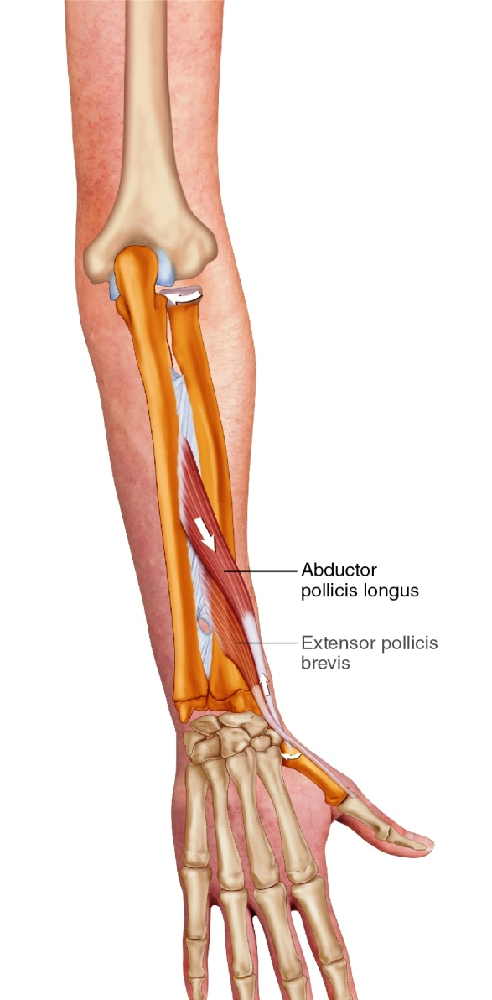 Abductor
pollicis longus
Extensor pollicis
brevis